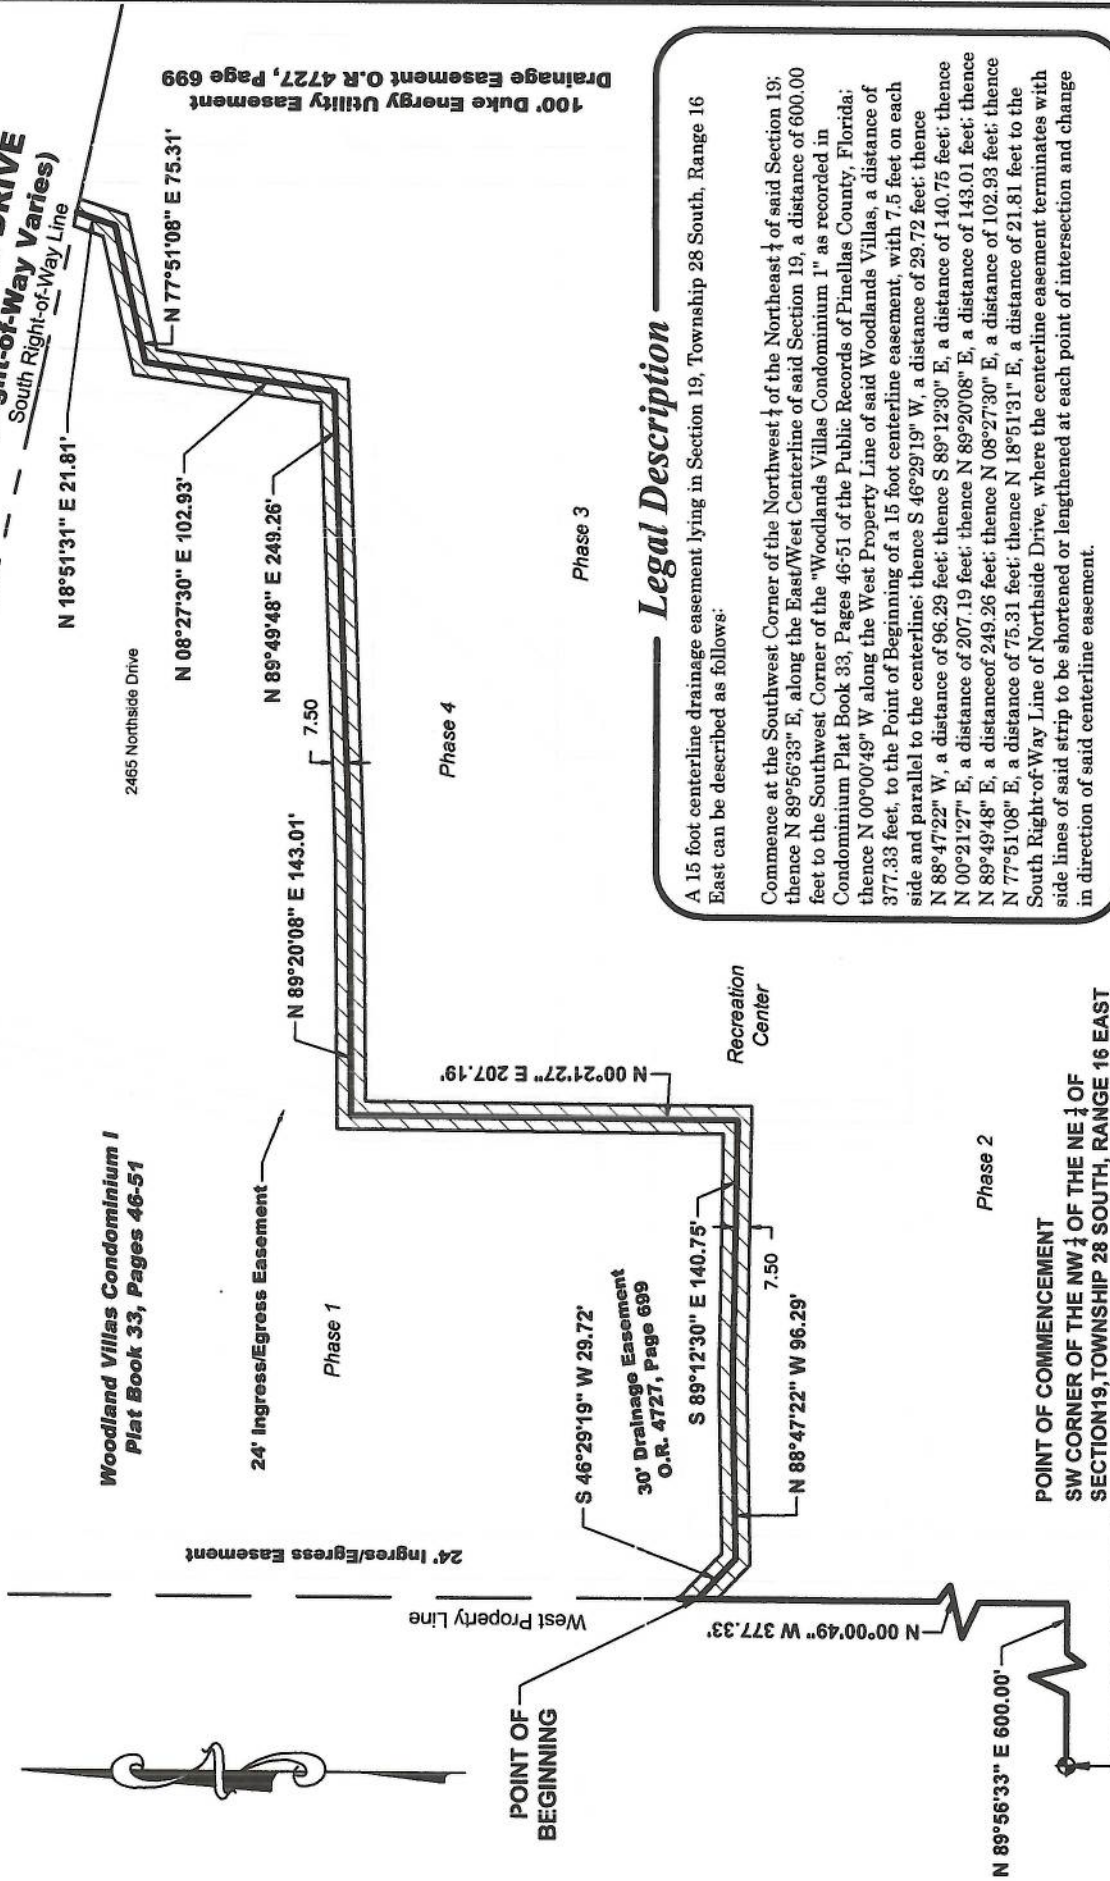 DRIVE
ght-of-Way Varies)
South Right-of-Way Line
N 18°51'31" E 21.81'
N 77°51'08" E 75.31'
100' Duke Energy Utility Easement
Drainage Easement O.R 4727, Page 699
N 08°27'30" E 102.93'
N 89°49'48" E 249.26'
2465 Northside Drive
7.50
Phase 3
Phase 4
N 89°20'08" E 143.01'
Woodland Villas Condominium I
Plat Book 33, Pages 46-51
24' Ingress/Egress Easement
Phase 1
N 00°21'27" E 207.19'
Recreation
Center
S 46°29'19" W 29.72'
30' Drainage Easement
O.R. 4727, Page 699
S 89°12'30" E 140.75'
7.50
N 88°47'22" W 96.29'
Phase 2
24' Ingres/Egress Easement
West Property Line
POINT OF
BEGINNING
N 00°00'49" W 377.33'
N 89°56'33" E 600.00'
POINT OF COMMENCEMENT
SW CORNER OF THE NW ¼ OF THE NE ¼ OF
SECTION19,TOWNSHIP 28 SOUTH, RANGE 16 EAST
Legal Description
A 15 foot centerline drainage easement lying in Section 19, Township 28 South, Range 16
East can be described as follows:
Commence at the Southwest Corner of the Northwest ¼ of the Northeast ¼ of said Section 19;
thence N 89°56'33" E, along the East/West Centerline of said Section 19, a distance of 600.00
feet to the Southwest Corner of the "Woodlands Villas Condominium 1" as recorded in
Condominium Plat Book 33, Pages 46-51 of the Public Records of Pinellas County, Florida;
thence N 00°00'49" W along the West Property Line of said Woodlands Villas, a distance of
377.33 feet, to the Point of Beginning of a 15 foot centerline easement, with 7.5 feet on each
side and parallel to the centerline; thence S 46°29'19" W, a distance of 29.72 feet; thence
N 88°47'22" W, a distance of 96.29 feet; thence S 89°12'30" E, a distance of 140.75 feet; thence
N 00°21'27" E, a distance of 207.19 feet; thence N 89°20'08" E, a distance of 143.01 feet; thence
N 89°49'48" E, a distanceof 249.26 feet; thence N 08°27'30" E, a distance of 102.93 feet; thence
N 77°51'08" E, a distance of 75.31 feet; thence N 18°51'31" E, a distance of 21.81 feet to the
South Right-of-Way Line of Northside Drive, where the centerline easement terminates with
side lines of said strip to be shortened or lengthened at each point of intersection and change
in direction of said centerline easement.